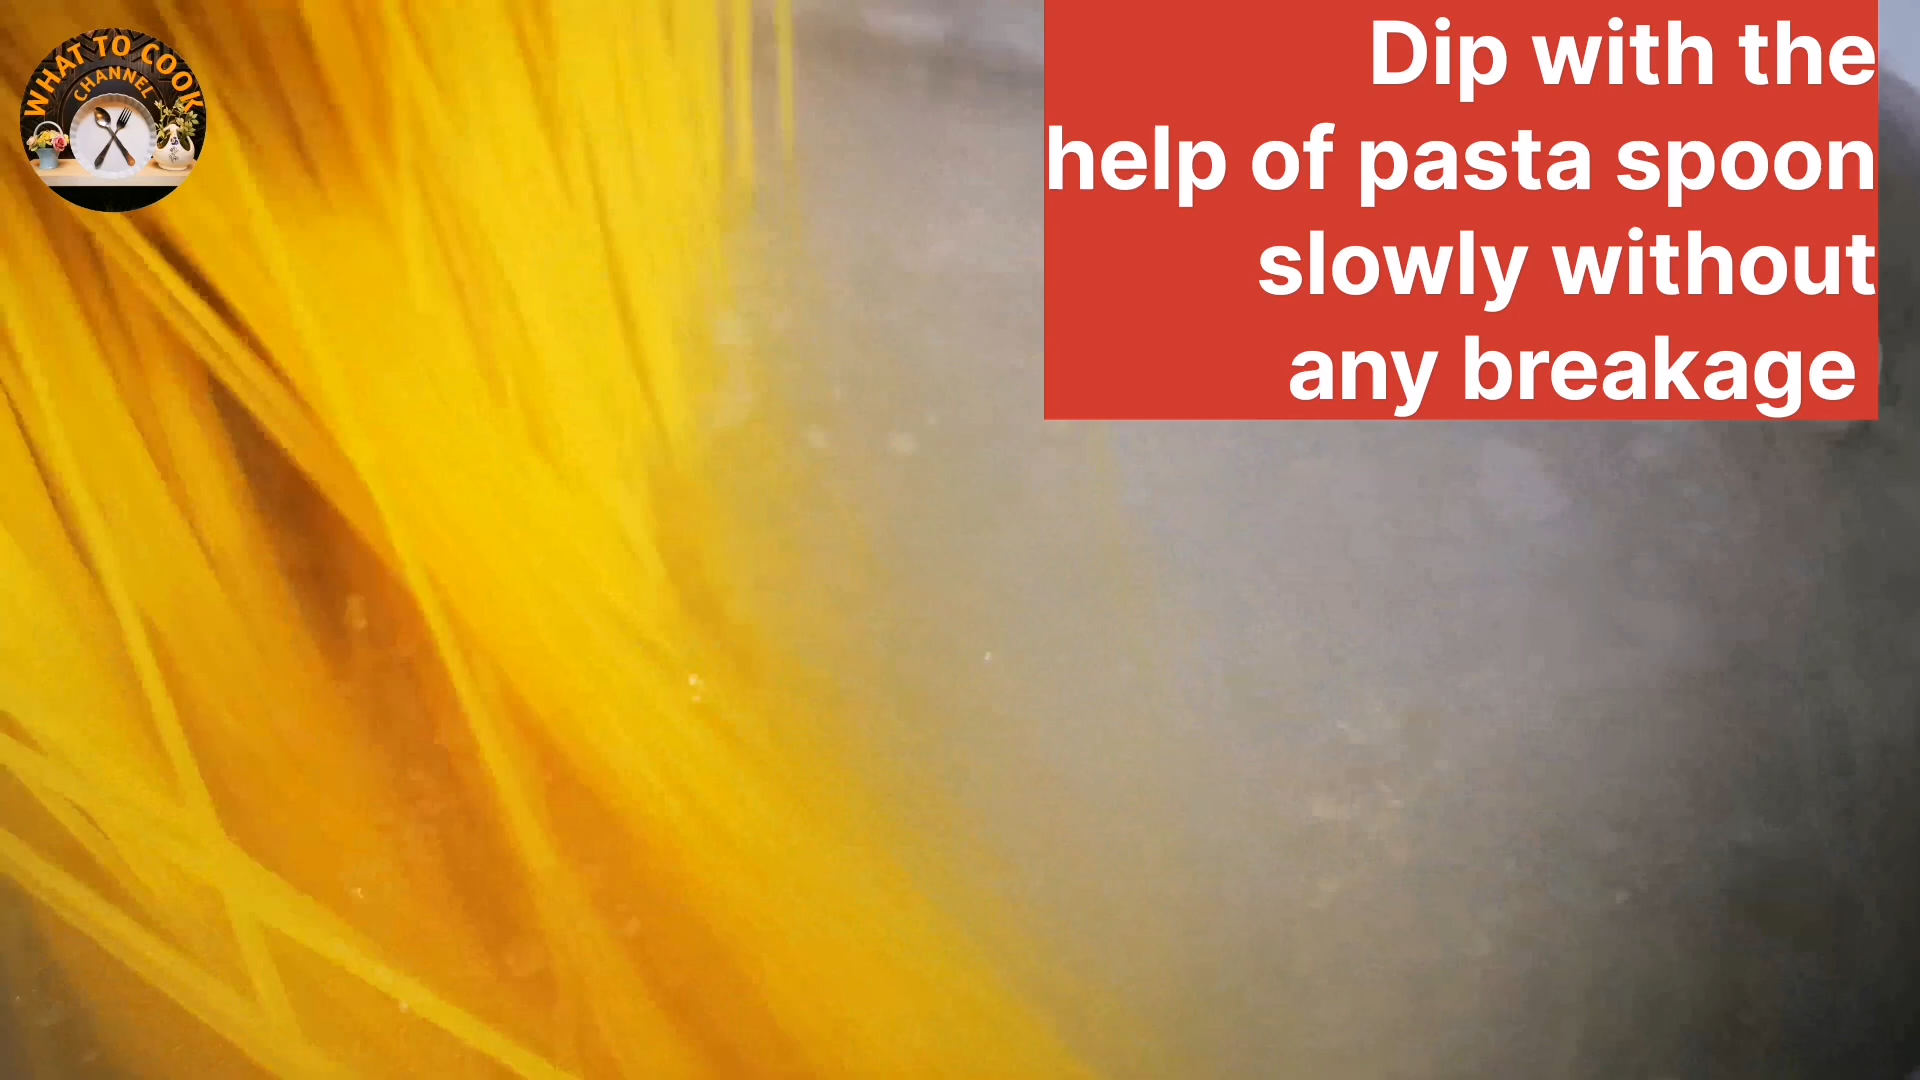 WHAT TO COOK
CHANNEL
Dip with the
help of pasta spoon
slowly without
any breakage